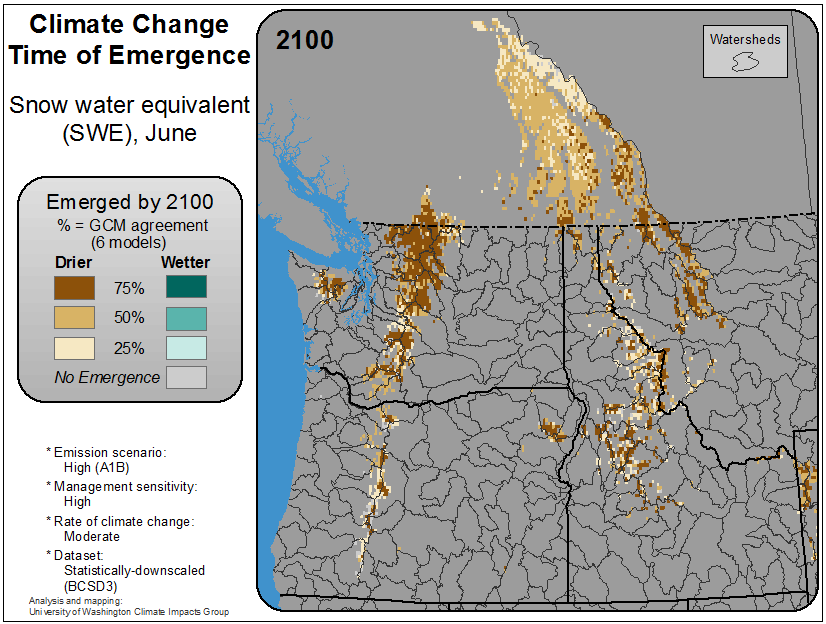 Climate Change
Time of Emergence
Snow water equivalent
(SWE), June
Emerged by 2100
% = GCM agreement
(6 models)
Drier Wetter
75%
50%
25%
No Emergence
* Emission scenario:
High (A1B)
* Management sensitivity:
High
* Rate of climate change:
Moderate
* Dataset:
Statistically-downscaled
(BCSD3)
Analysis and mapping:
University of Washington Climate Impacts Group
2100
Watersheds